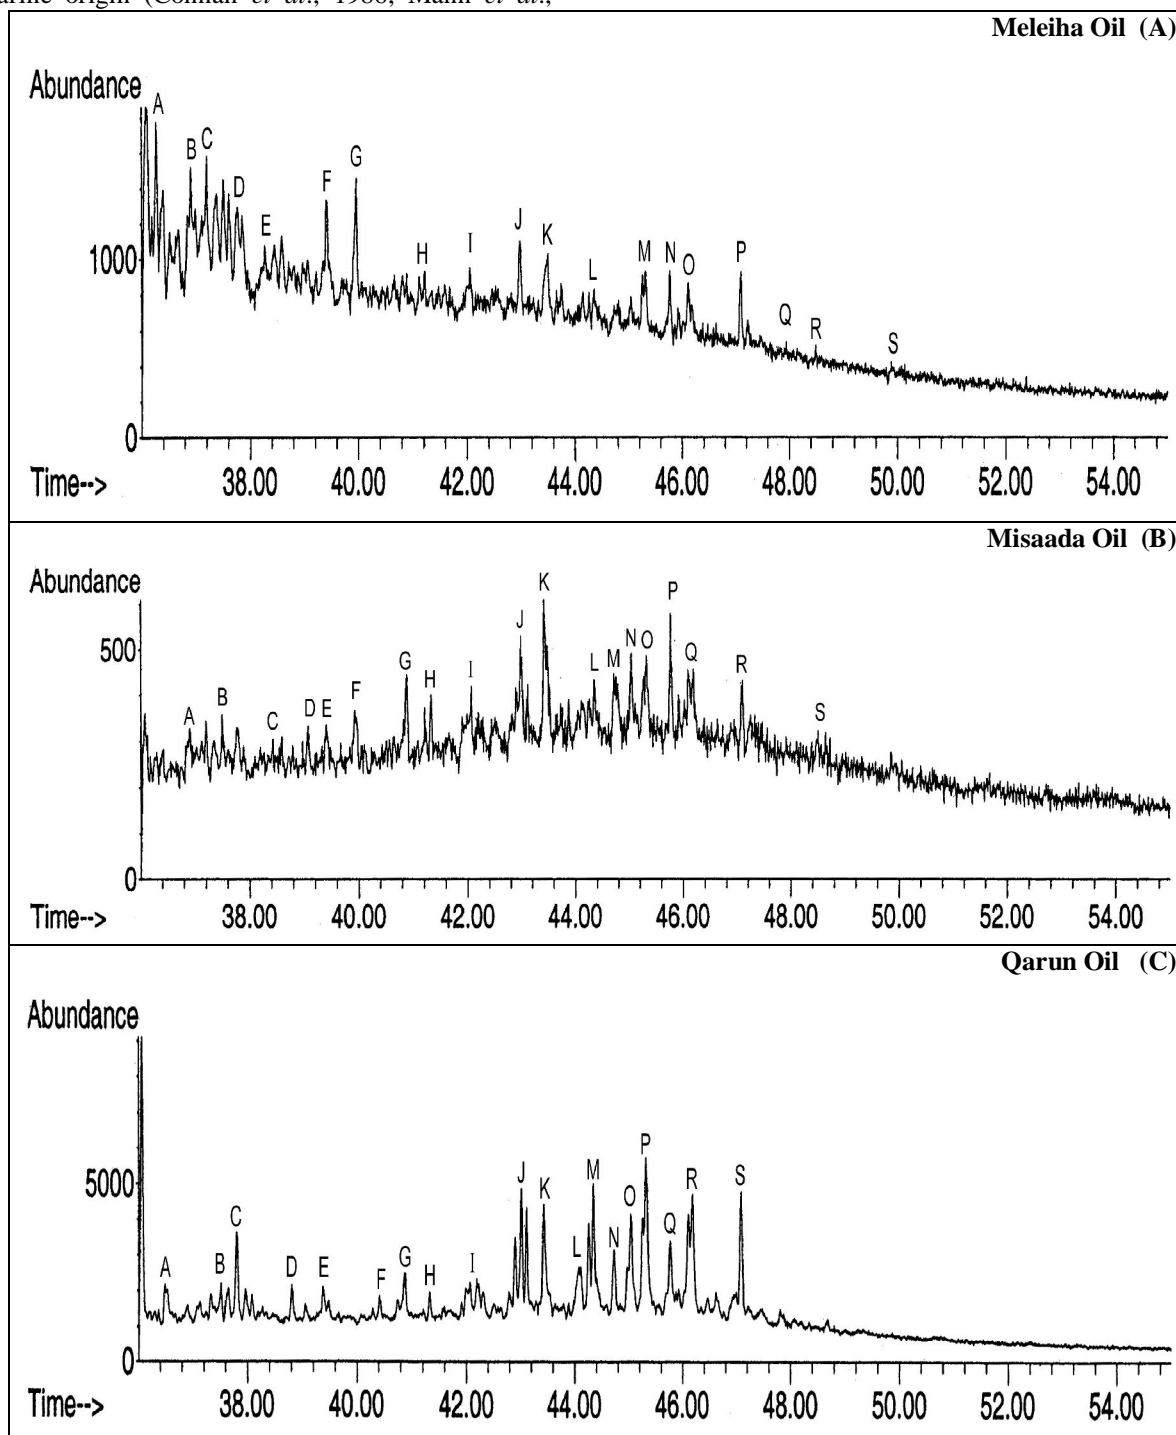 arine origin (Connan et al., 1986; Mann et al.,
Meleiha Oil (A)
Abundance
A
B
C
D
E
F
G
H
I
J
K
L
M
N
O
P
Q
R
S
1000
0
Time-->
38.00 40.00 42.00 44.00 46.00 48.00 50.00 52.00 54.00
Misaada Oil (B)
Abundance
A
B
C
D
E
F
G
H
I
J
K
L
M
N
O
P
Q
R
S
500
0
Time-->
38.00 40.00 42.00 44.00 46.00 48.00 50.00 52.00 54.00
Qarun Oil (C)
Abundance
A
B
C
D
E
F
G
H
I
J
K
L
M
N
O
P
Q
R
S
5000
0
Time-->
38.00 40.00 42.00 44.00 46.00 48.00 50.00 52.00 54.00